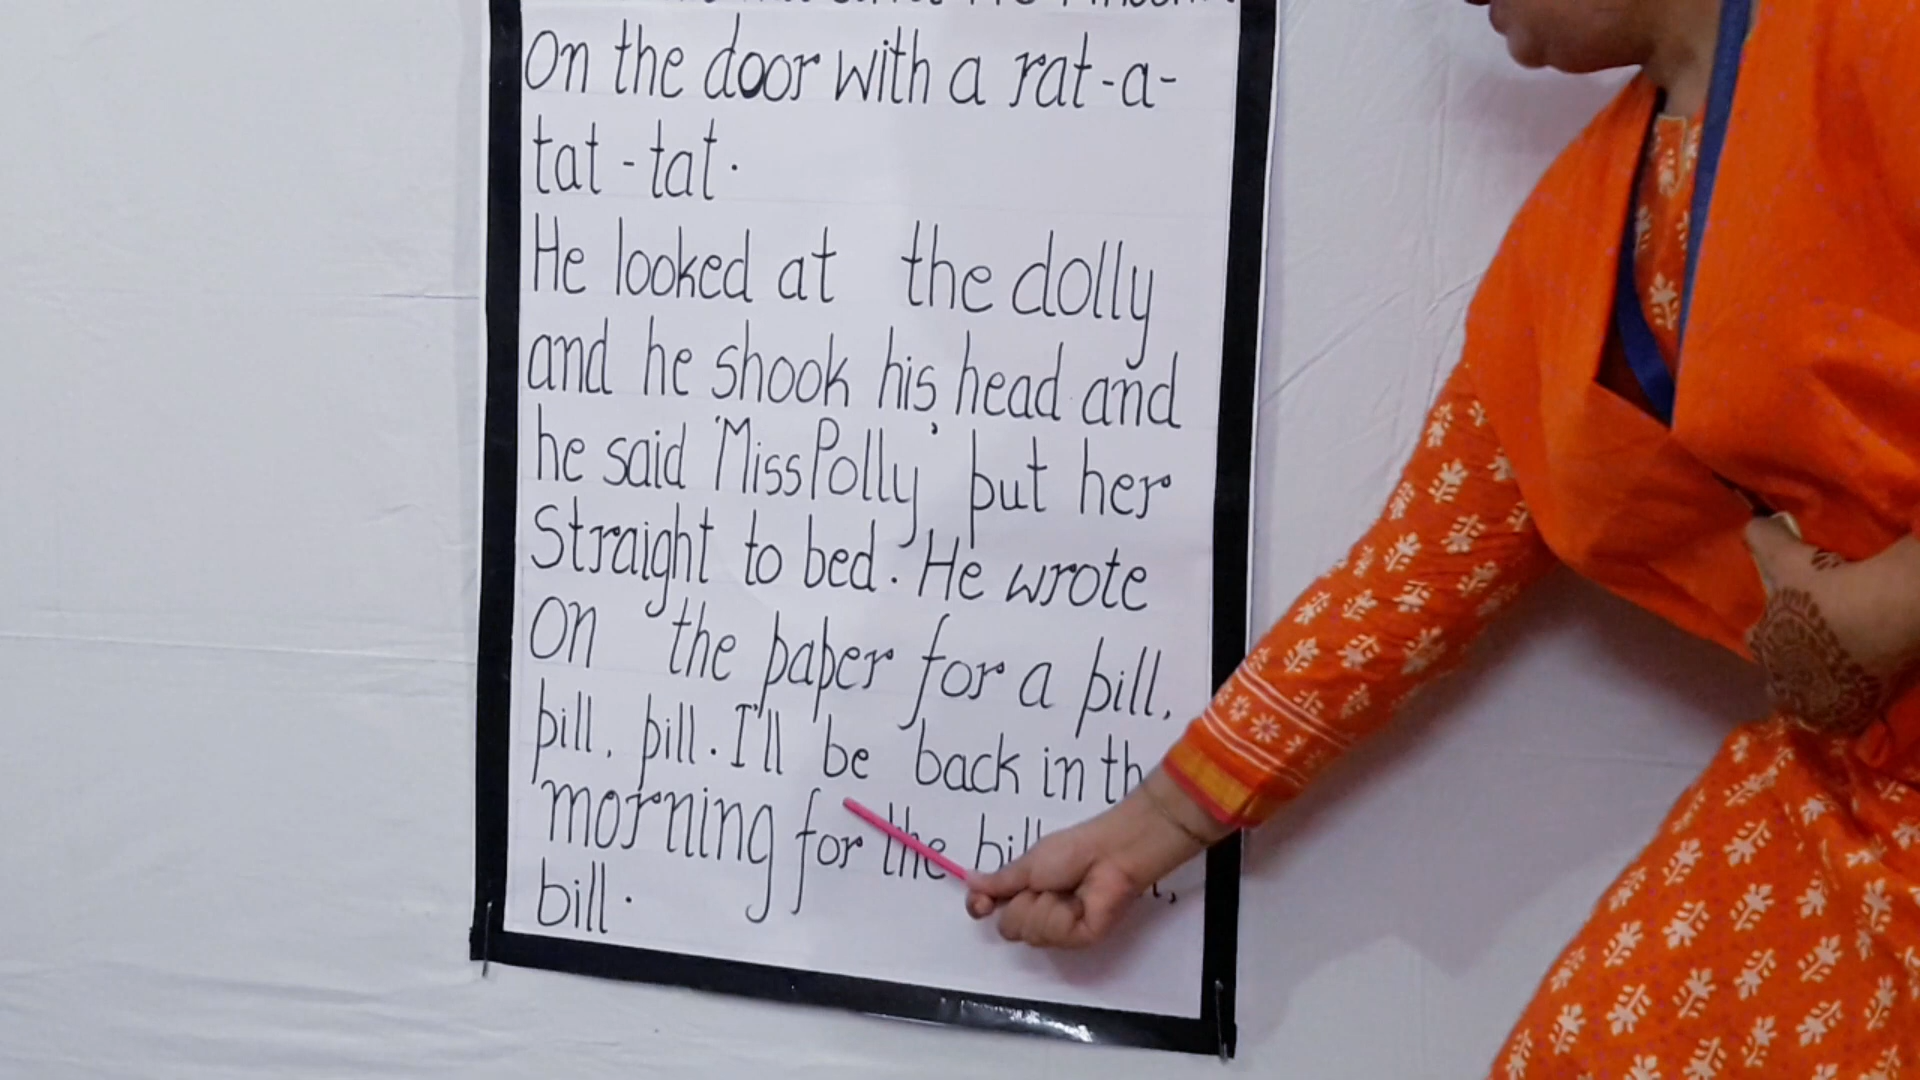 on the door with a rat-a-
tat-tat.
He looked at the dolly
and he shook his head and
he said 'Miss Polly,' put her
Straight to bed. He wrote
on the paper for a pill,
pill, pill. I'll be back in
morning for the
bill.